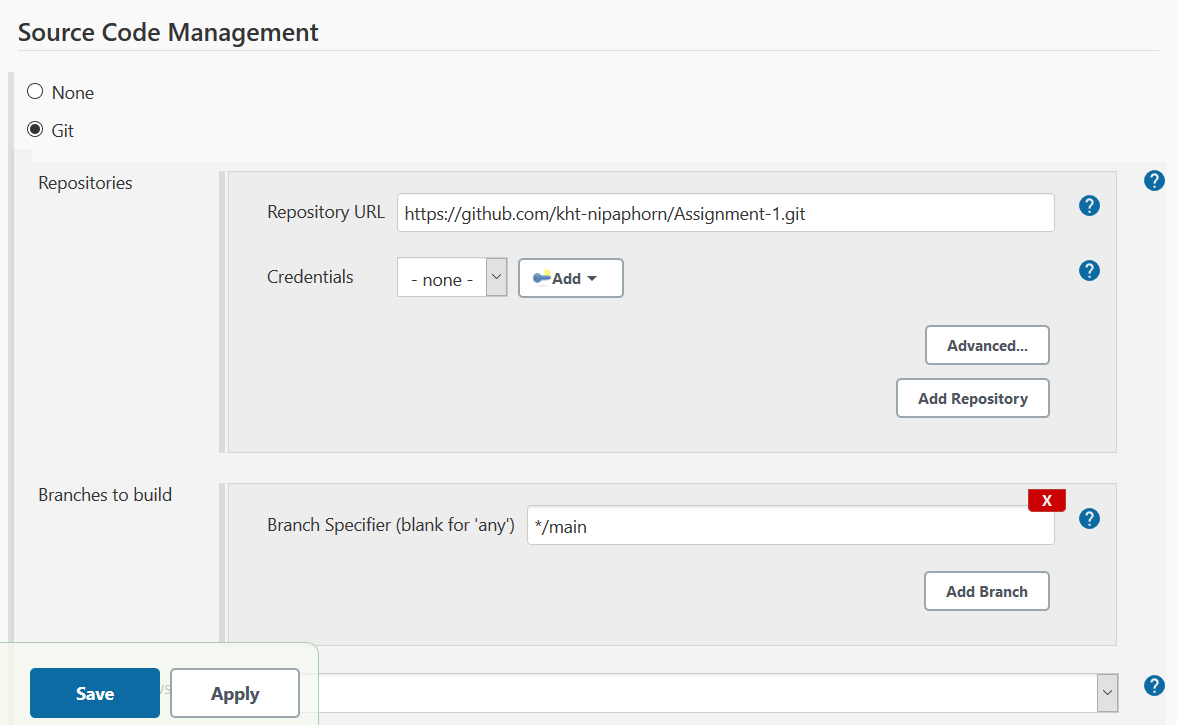 Source Code Management
None
Git
Repositories
?
Repository URL https://github.com/kht-nipaphorn/Assignment-1.git ?
Credentials - none - Add ?
Advanced...
Add Repository
Branches to build
X
Branch Specifier (blank for 'any') */main ?
Add Branch
Save Apply ?